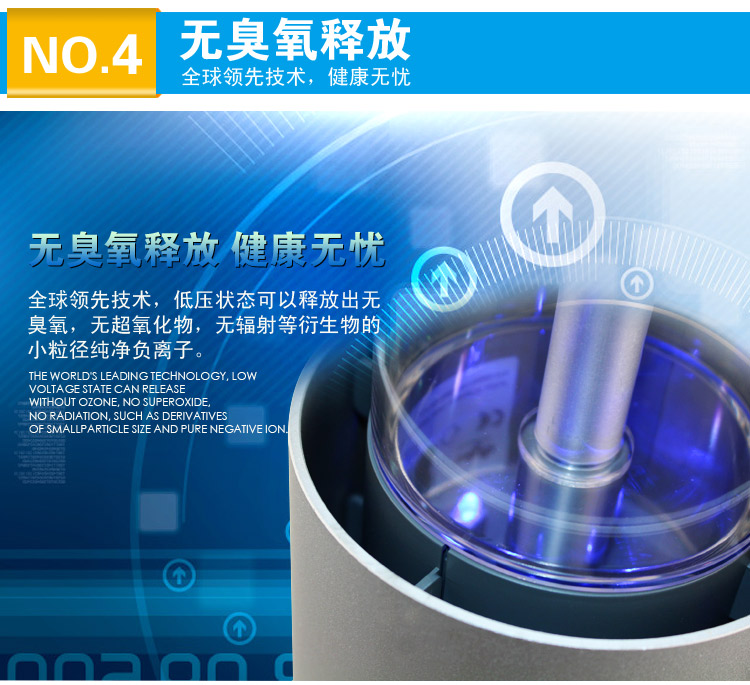 NO.4
无臭氧释放
全球领先技术，健康无忧
无臭氧释放 健康无忧
全球领先技术，低压状态可以释放出无
臭氧，无超氧化物，无辐射等衍生物的
小粒径纯净负离子。
THE WORLD'S LEADING TECHNOLOGY, LOW
VOLTAGE STATE CAN RELEASE
WITHOUT OZONE, NO SUPEROXIDE,
NO RADIATION, SUCH AS DERIVATIVES
OF SMALLPARTICLE SIZE AND PURE NEGATIVE ION.